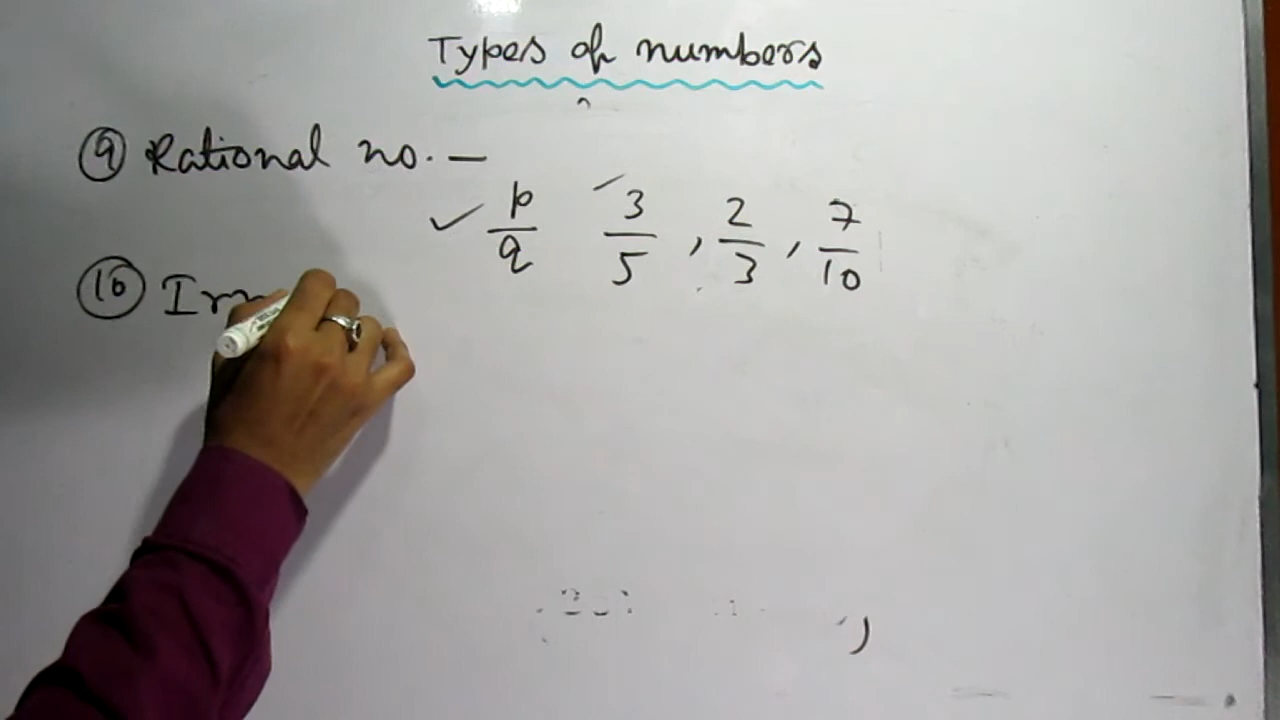 Types of numbers
9 Rational no. —
p/q 3/5, 2/3, 7/10
10 Irr